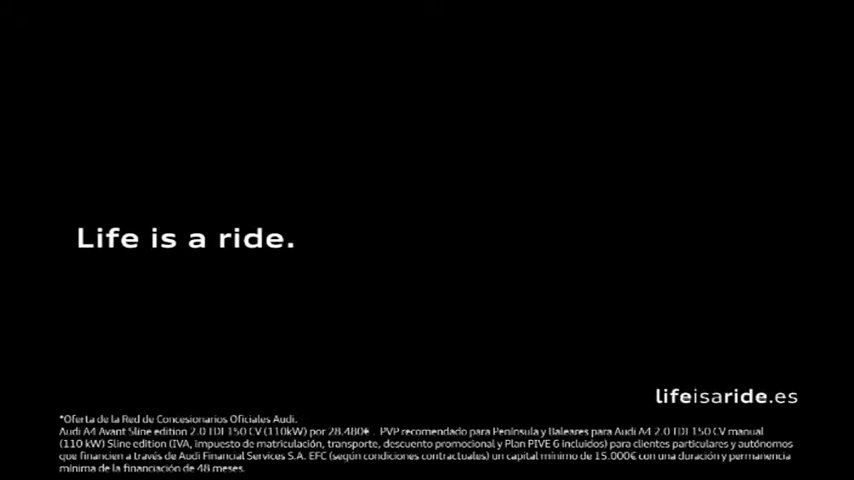 Life is a ride.
lifeisaride.es
*Oferta de la Red de Concesionarios Oficiales Audi.
Audi A4 Avant Sline edition 2.0 TDI 150 CV (110kW) por 28.480€ . PVP recomendado para Península y Baleares para Audi A4 2.0 TDI 150 CV manual
(110 kW) Sline edition (IVA, impuesto de matriculación, transporte, descuento promocional y Plan PIVE 6 incluidos) para clientes particulares y autónomos
que financien a través de Audi Financial Services S.A. EFC (según condiciones contractuales) un capital mínimo de 15.000€ con una duración y permanencia
mínima de la financiación de 48 meses.